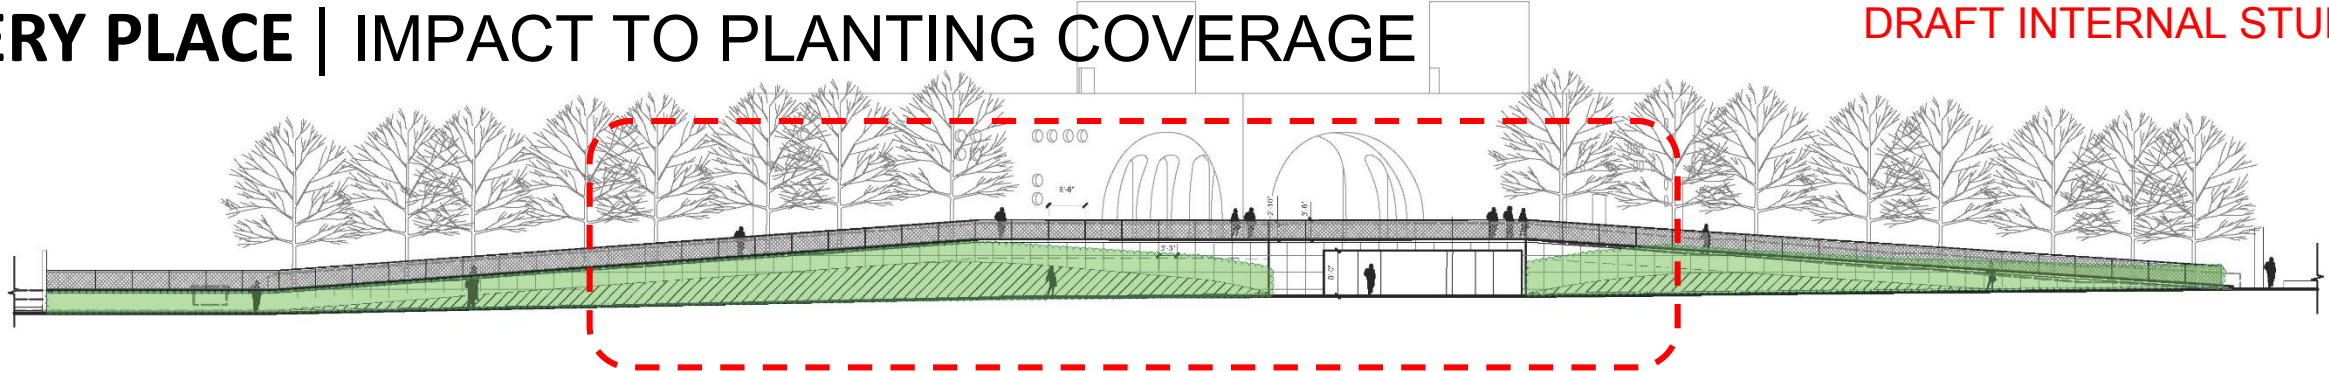 ERY PLACE | IMPACT TO PLANTING COVERAGE
DRAFT INTERNAL STU
6'-6"
2'-10"
3'-6"
3'-3"
8'-0"